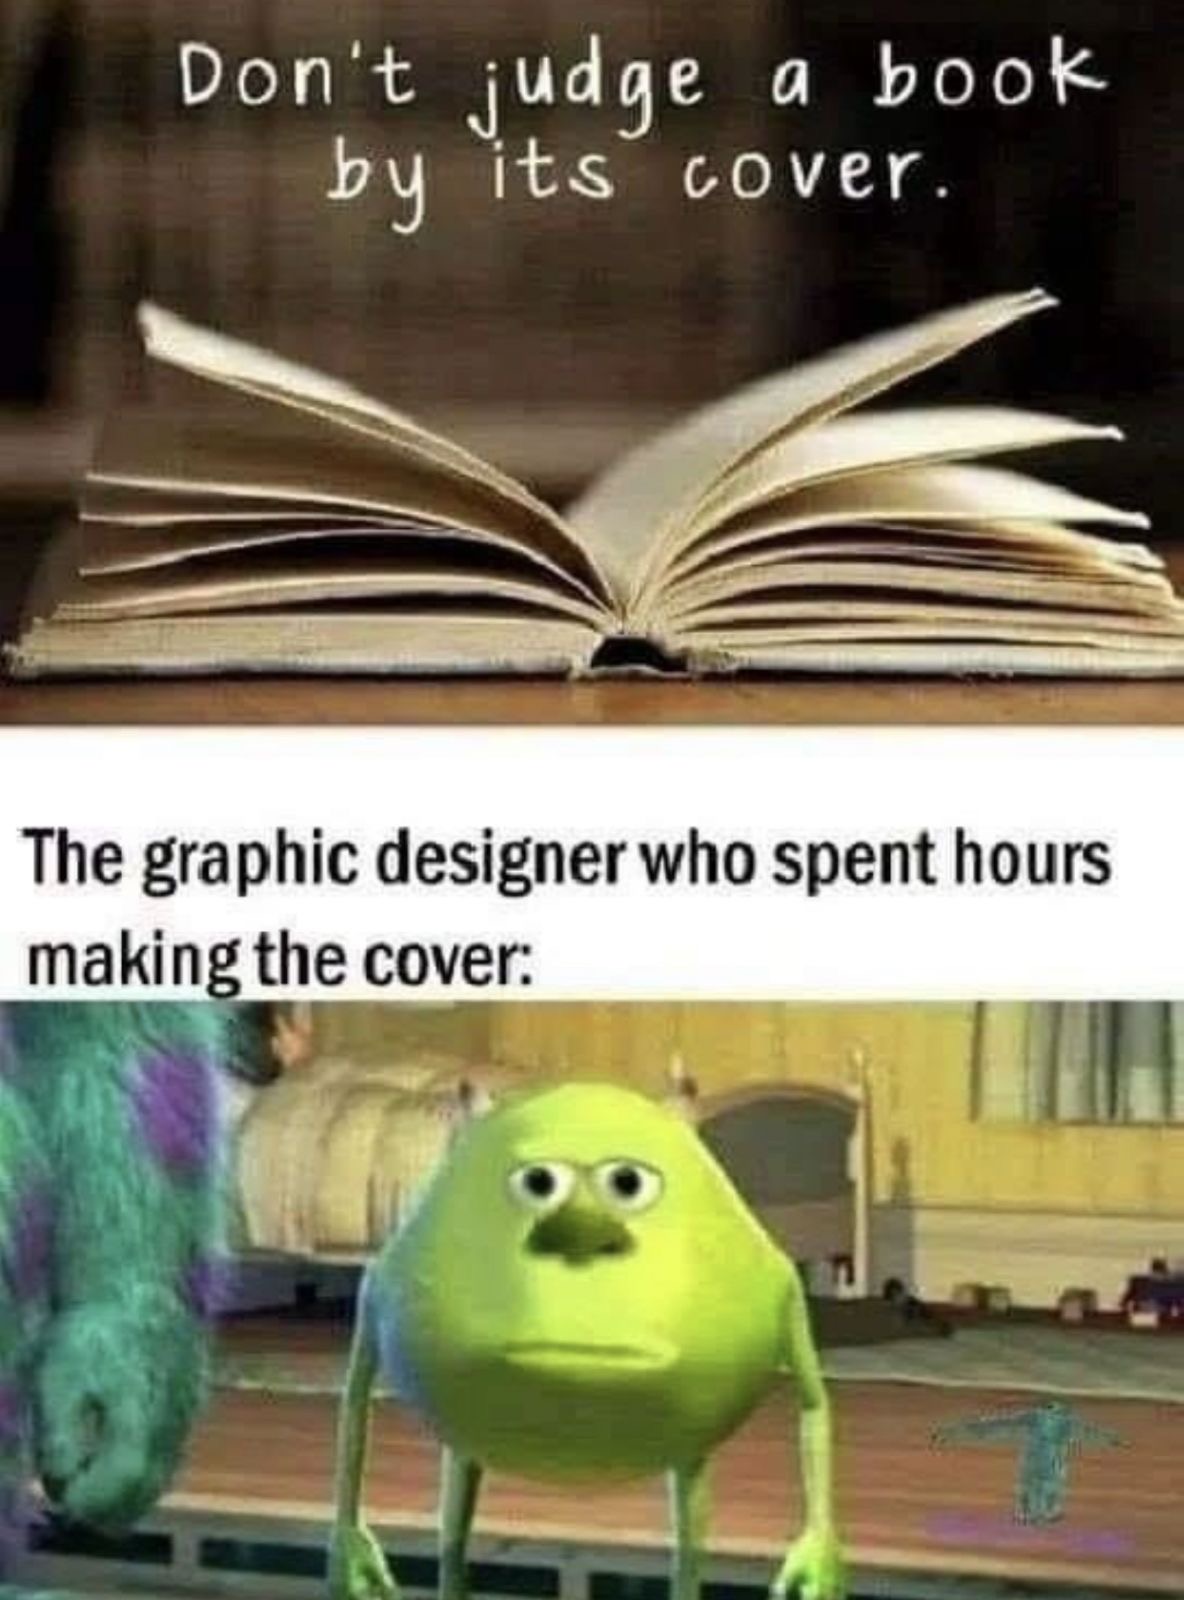 Don't judge a book
by its cover.
The graphic designer who spent hours
making the cover: